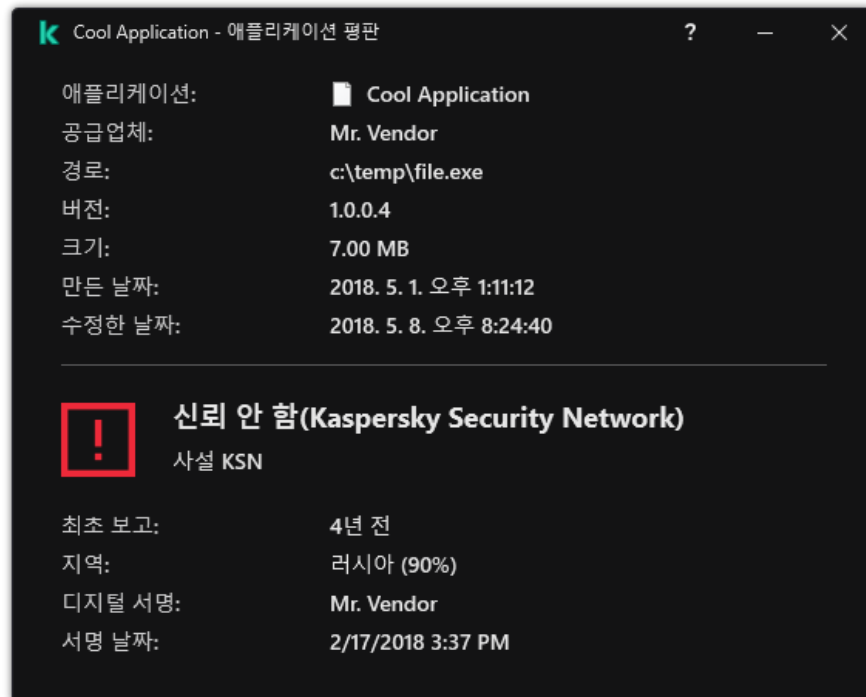 Cool Application - 애플리케이션 평판
애플리케이션: Cool Application
공급업체: Mr. Vendor
경로: c:\temp\file.exe
버전: 1.0.0.4
크기: 7.00 MB
만든 날짜: 2018. 5. 1. 오후 1:11:12
수정한 날짜: 2018. 5. 8. 오후 8:24:40
신뢰 안 함(Kaspersky Security Network)
사설 KSN
최초 보고: 4년 전
지역: 러시아 (90%)
디지털 서명: Mr. Vendor
서명 날짜: 2/17/2018 3:37 PM